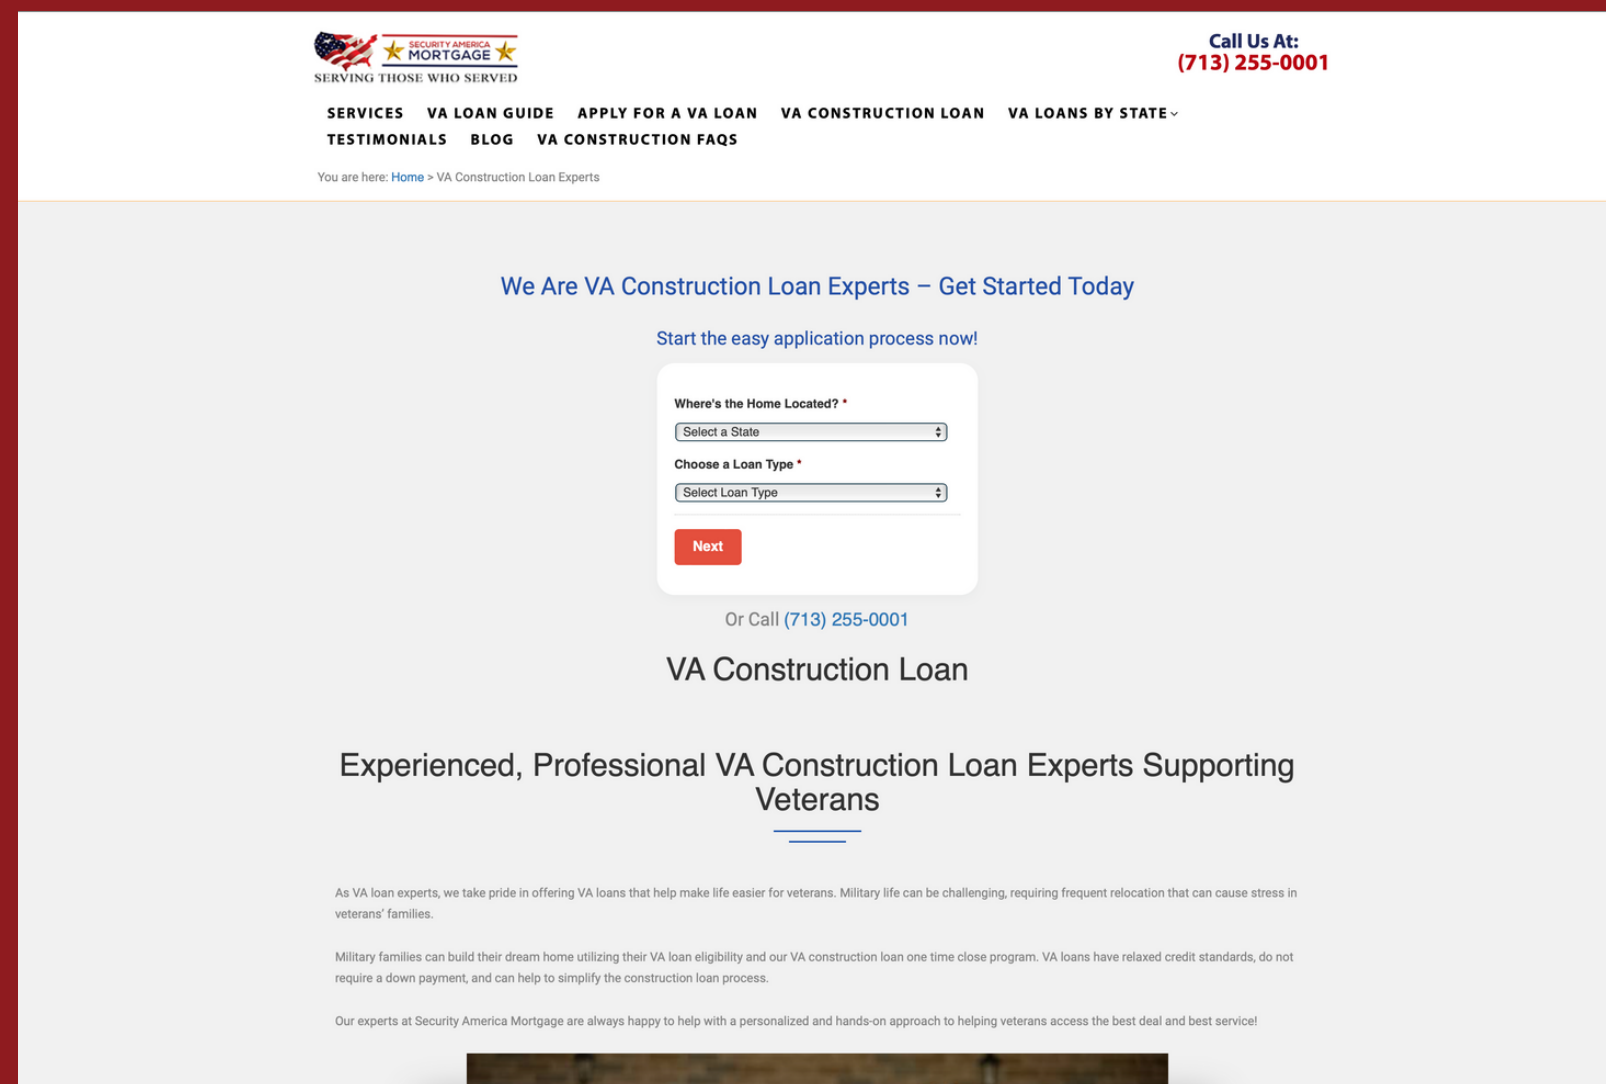 SECURITY AMERICA
MORTGAGE
SERVING THOSE WHO SERVED
Call Us At:
(713) 255-0001
SERVICES VA LOAN GUIDE APPLY FOR A VA LOAN VA CONSTRUCTION LOAN VA LOANS BY STATE
TESTIMONIALS BLOG VA CONSTRUCTION FAQS
You are here: Home > VA Construction Loan Experts
We Are VA Construction Loan Experts – Get Started Today
Start the easy application process now!
Where's the Home Located? *
Select a State
Choose a Loan Type *
Select Loan Type
Next
Or Call (713) 255-0001
VA Construction Loan
Experienced, Professional VA Construction Loan Experts Supporting
Veterans
As VA loan experts, we take pride in offering VA loans that help make life easier for veterans. Military life can be challenging, requiring frequent relocation that can cause stress in
veterans’ families.
Military families can build their dream home utilizing their VA loan eligibility and our VA construction loan one time close program. VA loans have relaxed credit standards, do not
require a down payment, and can help to simplify the construction loan process.
Our experts at Security America Mortgage are always happy to help with a personalized and hands-on approach to helping veterans access the best deal and best service!